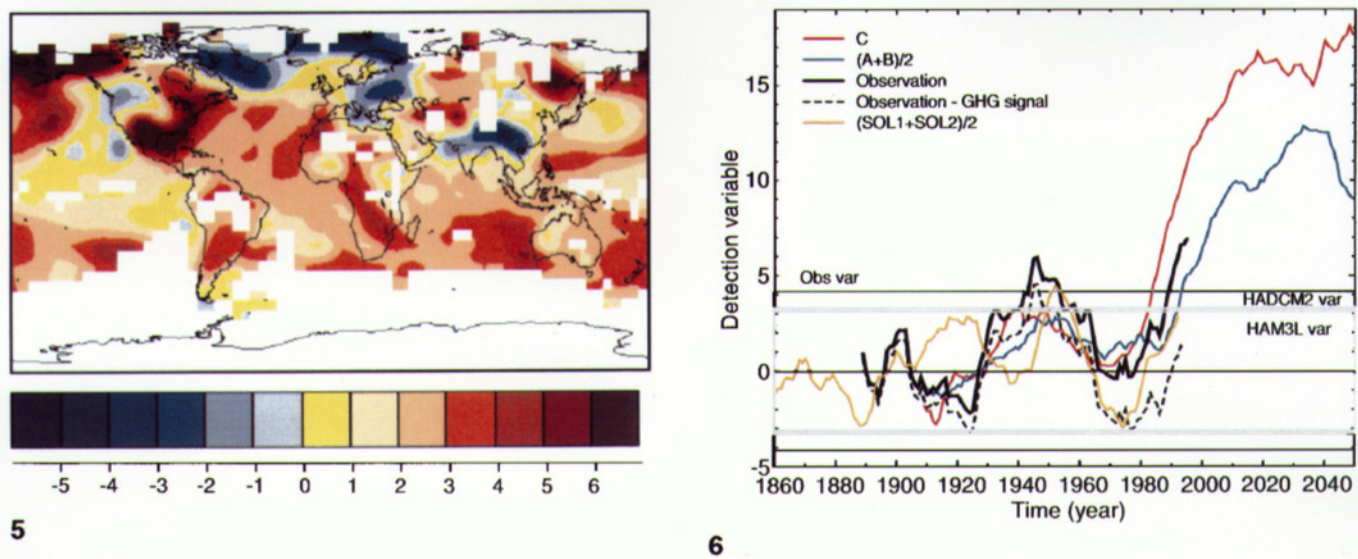 -5 -4 -3 -2 -1 0 1 2 3 4 5 6
5
C
(A+B)/2
Observation
Observation - GHG signal
(SOL1+SOL2)/2
Detection variable
15
10
5
0
-5
Obs var
HADCM2 var
HAM3L var
1860 1880 1900 1920 1940 1960 1980 2000 2020 2040
Time (year)
6